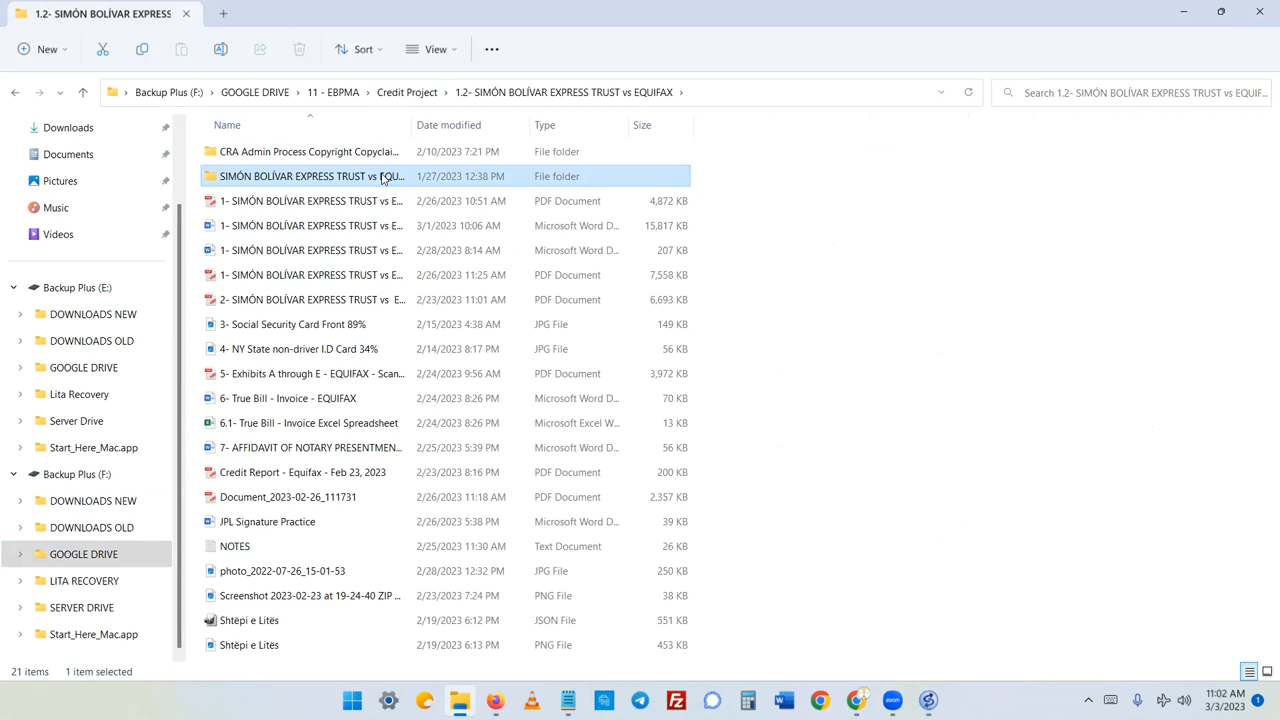 1.2- SIMÓN BOLÍVAR EXPRESS
New
Sort
View
Backup Plus (F:) > GOOGLE DRIVE > 11 - EBPMA > Credit Project > 1.2- SIMÓN BOLÍVAR EXPRESS TRUST vs EQUIFAX >
Search 1.2- SIMÓN BOLÍVAR EXPRESS TRUST vs EQUIF...
Name Date modified Type Size
Downloads
Documents
Pictures
Music
Videos
Backup Plus (E:)
DOWNLOADS NEW
DOWNLOADS OLD
GOOGLE DRIVE
Lita Recovery
Server Drive
Start_Here_Mac.app
Backup Plus (F:)
DOWNLOADS NEW
DOWNLOADS OLD
GOOGLE DRIVE
LITA RECOVERY
SERVER DRIVE
Start_Here_Mac.app
CRA Admin Process Copyright Copyclai... 2/10/2023 7:21 PM File folder
SIMÓN BOLÍVAR EXPRESS TRUST vs EQU... 1/27/2023 12:38 PM File folder
1- SIMÓN BOLÍVAR EXPRESS TRUST vs E... 2/26/2023 10:51 AM PDF Document 4,872 KB
1- SIMÓN BOLÍVAR EXPRESS TRUST vs E... 3/1/2023 10:06 AM Microsoft Word D... 15,817 KB
1- SIMÓN BOLÍVAR EXPRESS TRUST vs E... 2/28/2023 8:14 AM Microsoft Word D... 207 KB
1- SIMÓN BOLÍVAR EXPRESS TRUST vs E... 2/26/2023 11:25 AM PDF Document 7,558 KB
2- SIMÓN BOLÍVAR EXPRESS TRUST vs E... 2/23/2023 11:01 AM PDF Document 6,693 KB
3- Social Security Card Front 89% 2/15/2023 4:38 AM JPG File 149 KB
4- NY State non-driver I.D Card 34% 2/14/2023 8:17 PM JPG File 56 KB
5- Exhibits A through E - EQUIFAX - Scan... 2/24/2023 9:56 AM PDF Document 3,972 KB
6- True Bill - Invoice - EQUIFAX 2/24/2023 8:26 PM Microsoft Word D... 70 KB
6.1- True Bill - Invoice Excel Spreadsheet 2/24/2023 8:26 PM Microsoft Excel W... 13 KB
7- AFFIDAVIT OF NOTARY PRESENTMEN... 2/25/2023 5:39 PM Microsoft Word D... 56 KB
Credit Report - Equifax - Feb 23, 2023 2/23/2023 8:16 PM PDF Document 200 KB
Document_2023-02-26_111731 2/26/2023 11:18 AM PDF Document 2,357 KB
JPL Signature Practice 2/26/2023 5:38 PM Microsoft Word D... 39 KB
NOTES 2/25/2023 11:30 AM Text Document 26 KB
photo_2022-07-26_15-01-53 2/28/2023 12:32 PM JPG File 250 KB
Screenshot 2023-02-23 at 19-24-40 ZIP ... 2/23/2023 7:24 PM PNG File 38 KB
Shtëpi e Litës 2/19/2023 6:12 PM JSON File 551 KB
Shtëpi e Litës 2/19/2023 6:13 PM PNG File 453 KB
21 items 1 item selected
11:02 AM
3/3/2023
1